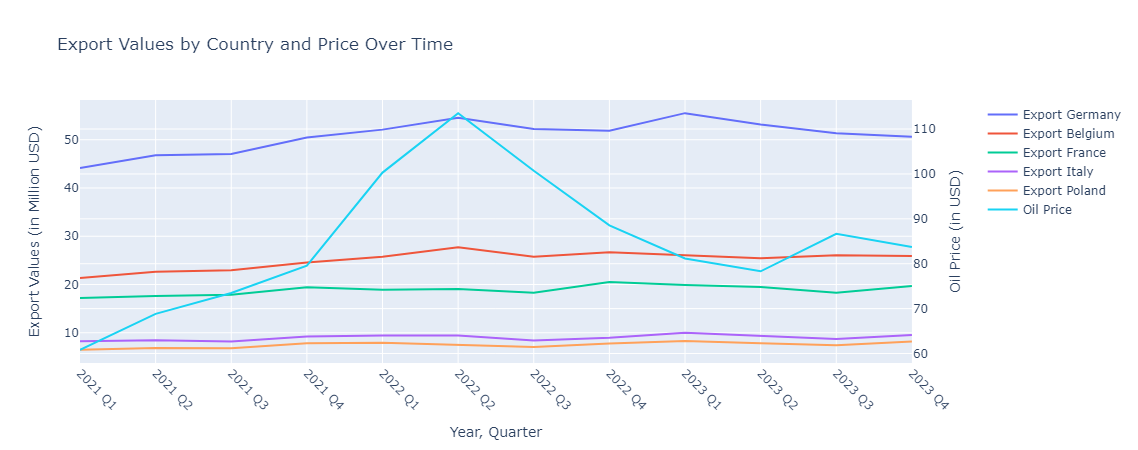 Export Values by Country and Price Over Time
Export Values (in Million USD)
50
40
30
20
10
110
100
90
80
70
60
Oil Price (in USD)
2021 Q1
2021 Q2
2021 Q3
2021 Q4
2022 Q1
2022 Q2
2022 Q3
2022 Q4
2023 Q1
2023 Q2
2023 Q3
2023 Q4
Year, Quarter
Export Germany
Export Belgium
Export France
Export Italy
Export Poland
Oil Price